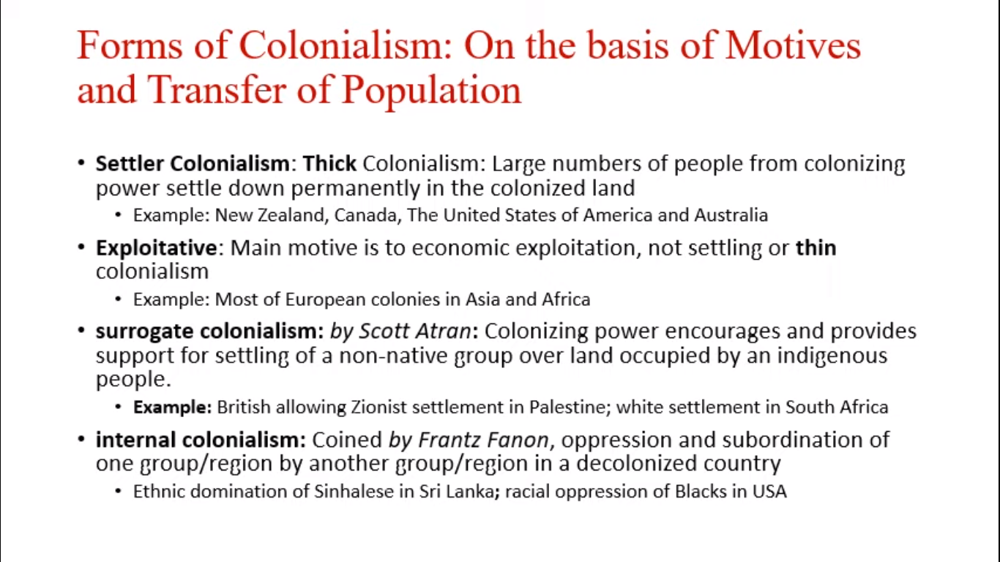 Forms of Colonialism: On the basis of Motives
and Transfer of Population
• Settler Colonialism: Thick Colonialism: Large numbers of people from colonizing
power settle down permanently in the colonized land
• Example: New Zealand, Canada, The United States of America and Australia
• Exploitative: Main motive is to economic exploitation, not settling or thin
colonialism
• Example: Most of European colonies in Asia and Africa
• surrogate colonialism: by Scott Atran: Colonizing power encourages and provides
support for settling of a non-native group over land occupied by an indigenous
people.
• Example: British allowing Zionist settlement in Palestine; white settlement in South Africa
• internal colonialism: Coined by Frantz Fanon, oppression and subordination of
one group/region by another group/region in a decolonized country
• Ethnic domination of Sinhalese in Sri Lanka; racial oppression of Blacks in USA